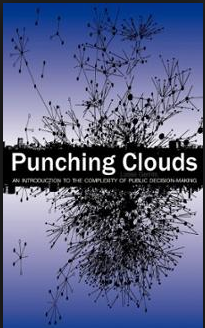 Punching Clouds
AN INTRODUCTION TO THE COMPLEXITY OF PUBLIC DECISION-MAKING